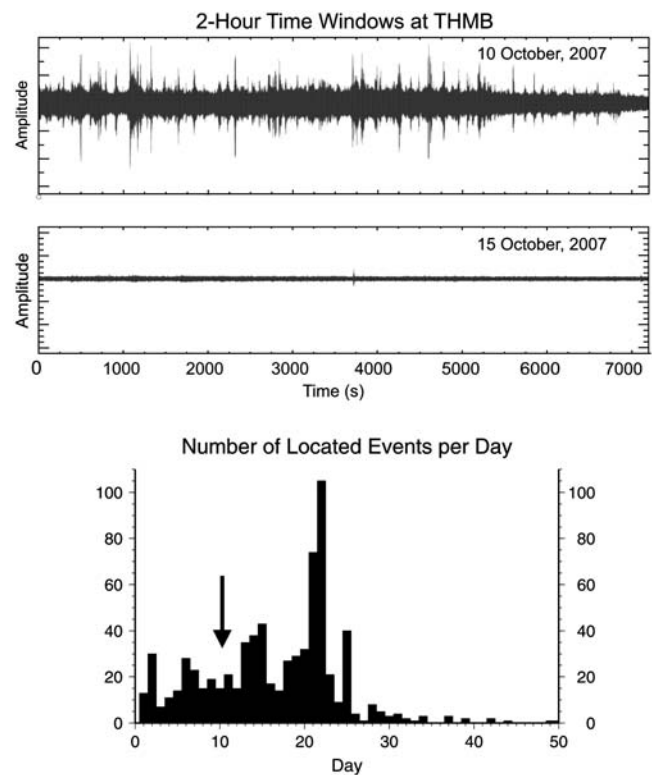 2-Hour Time Windows at THMB
10 October, 2007
Amplitude
15 October, 2007
Amplitude
0 1000 2000 3000 4000 5000 6000 7000
Time (s)
Number of Located Events per Day
100 100
80 80
60 60
40 40
20 20
0 0
0 10 20 30 40 50
Day